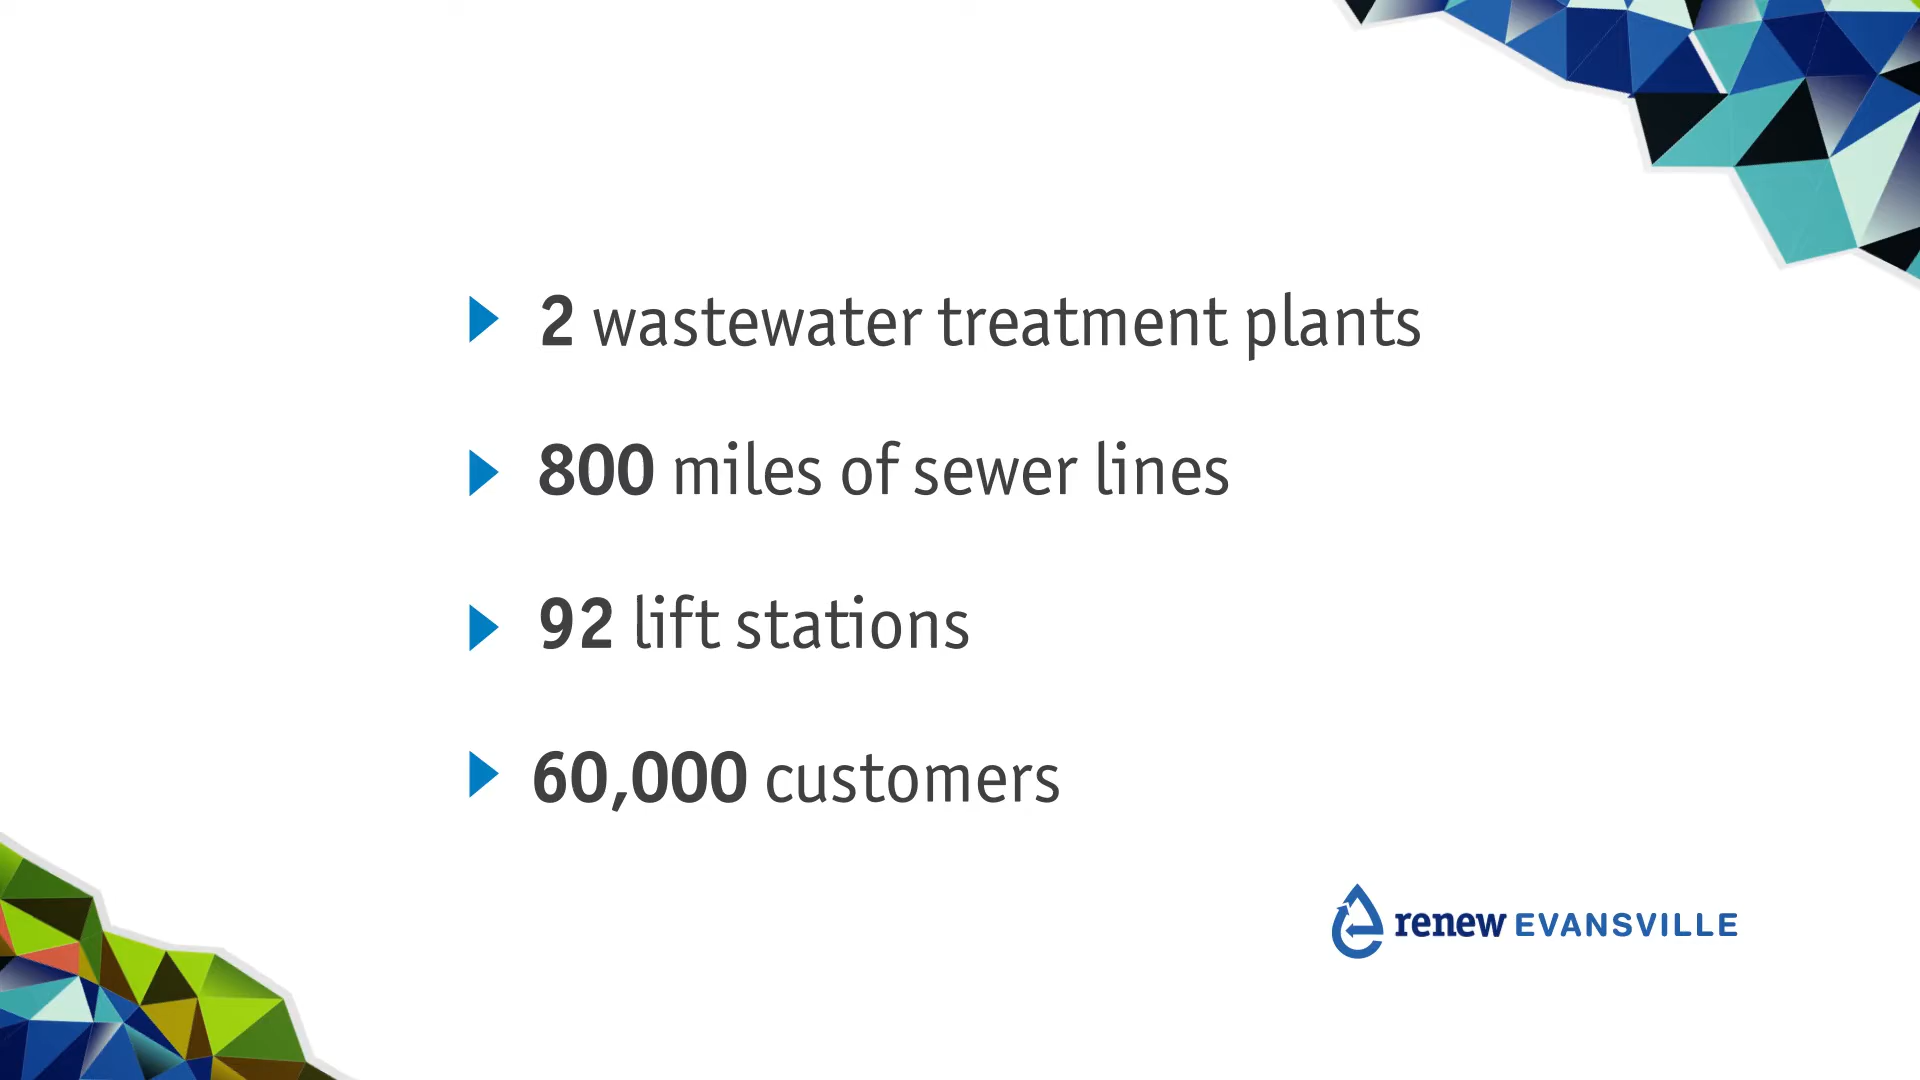 2 wastewater treatment plants
800 miles of sewer lines
92 lift stations
60,000 customers
renew EVANSVILLE